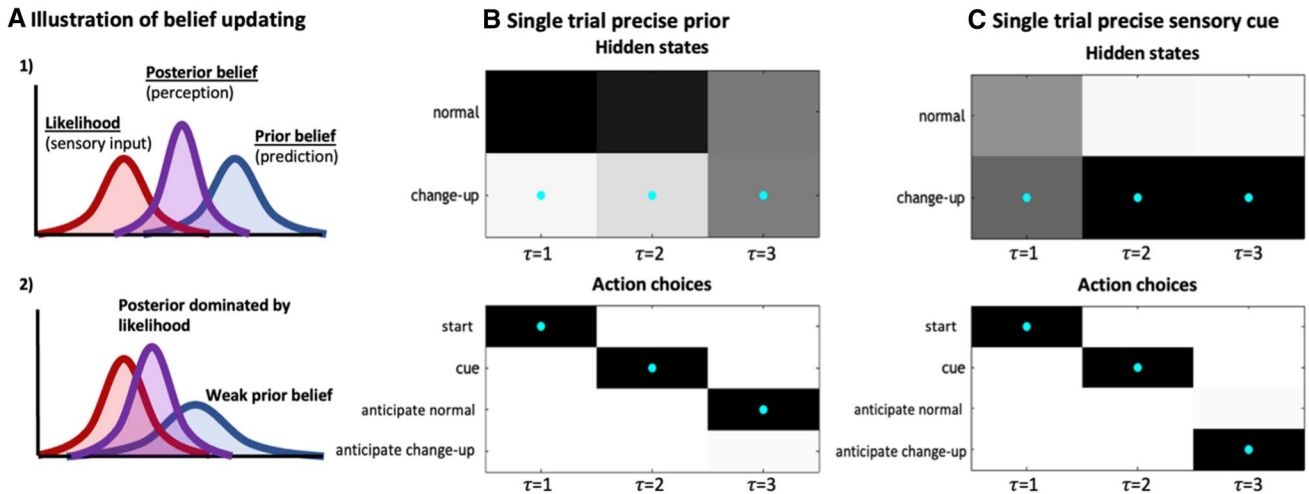 A Illustration of belief updating
1)
Posterior belief
(perception)
Likelihood
(sensory input)
Prior belief
(prediction)
2)
Posterior dominated by
likelihood
Weak prior belief
B Single trial precise prior
Hidden states
normal
change-up
τ=1 τ=2 τ=3
Action choices
start
cue
anticipate normal
anticipate change-up
τ=1 τ=2 τ=3
C Single trial precise sensory cue
Hidden states
normal
change-up
τ=1 τ=2 τ=3
Action choices
start
cue
anticipate normal
anticipate change-up
τ=1 τ=2 τ=3